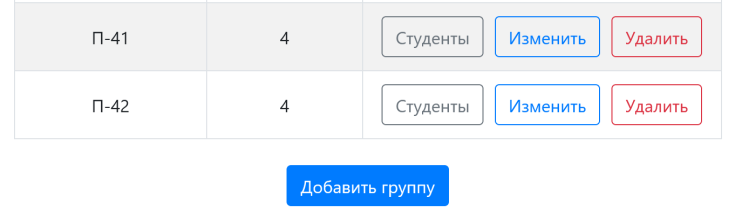 П-41 4 Студенты Изменить Удалить
П-42 4 Студенты Изменить Удалить
Добавить группу